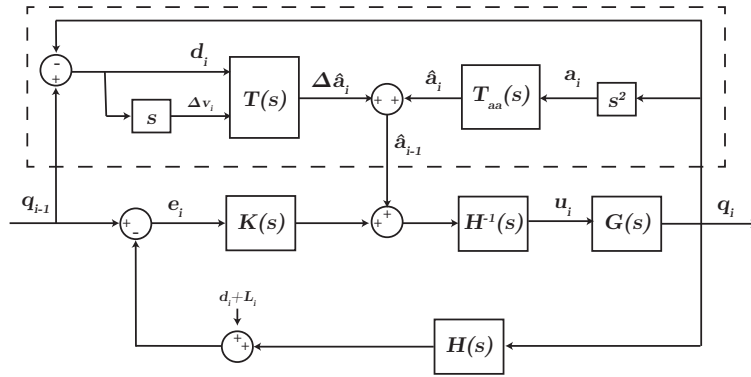 -
+
d_i
s
Δv_i
T(s)
Δâ_i
+ +
â_i
T_aa(s)
a_i
s²
â_{i-1}
q_{i-1}
+
-
e_i
K(s)
+
+
H⁻¹(s)
u_i
G(s)
q_i
d_i+L_i
+
+
H(s)